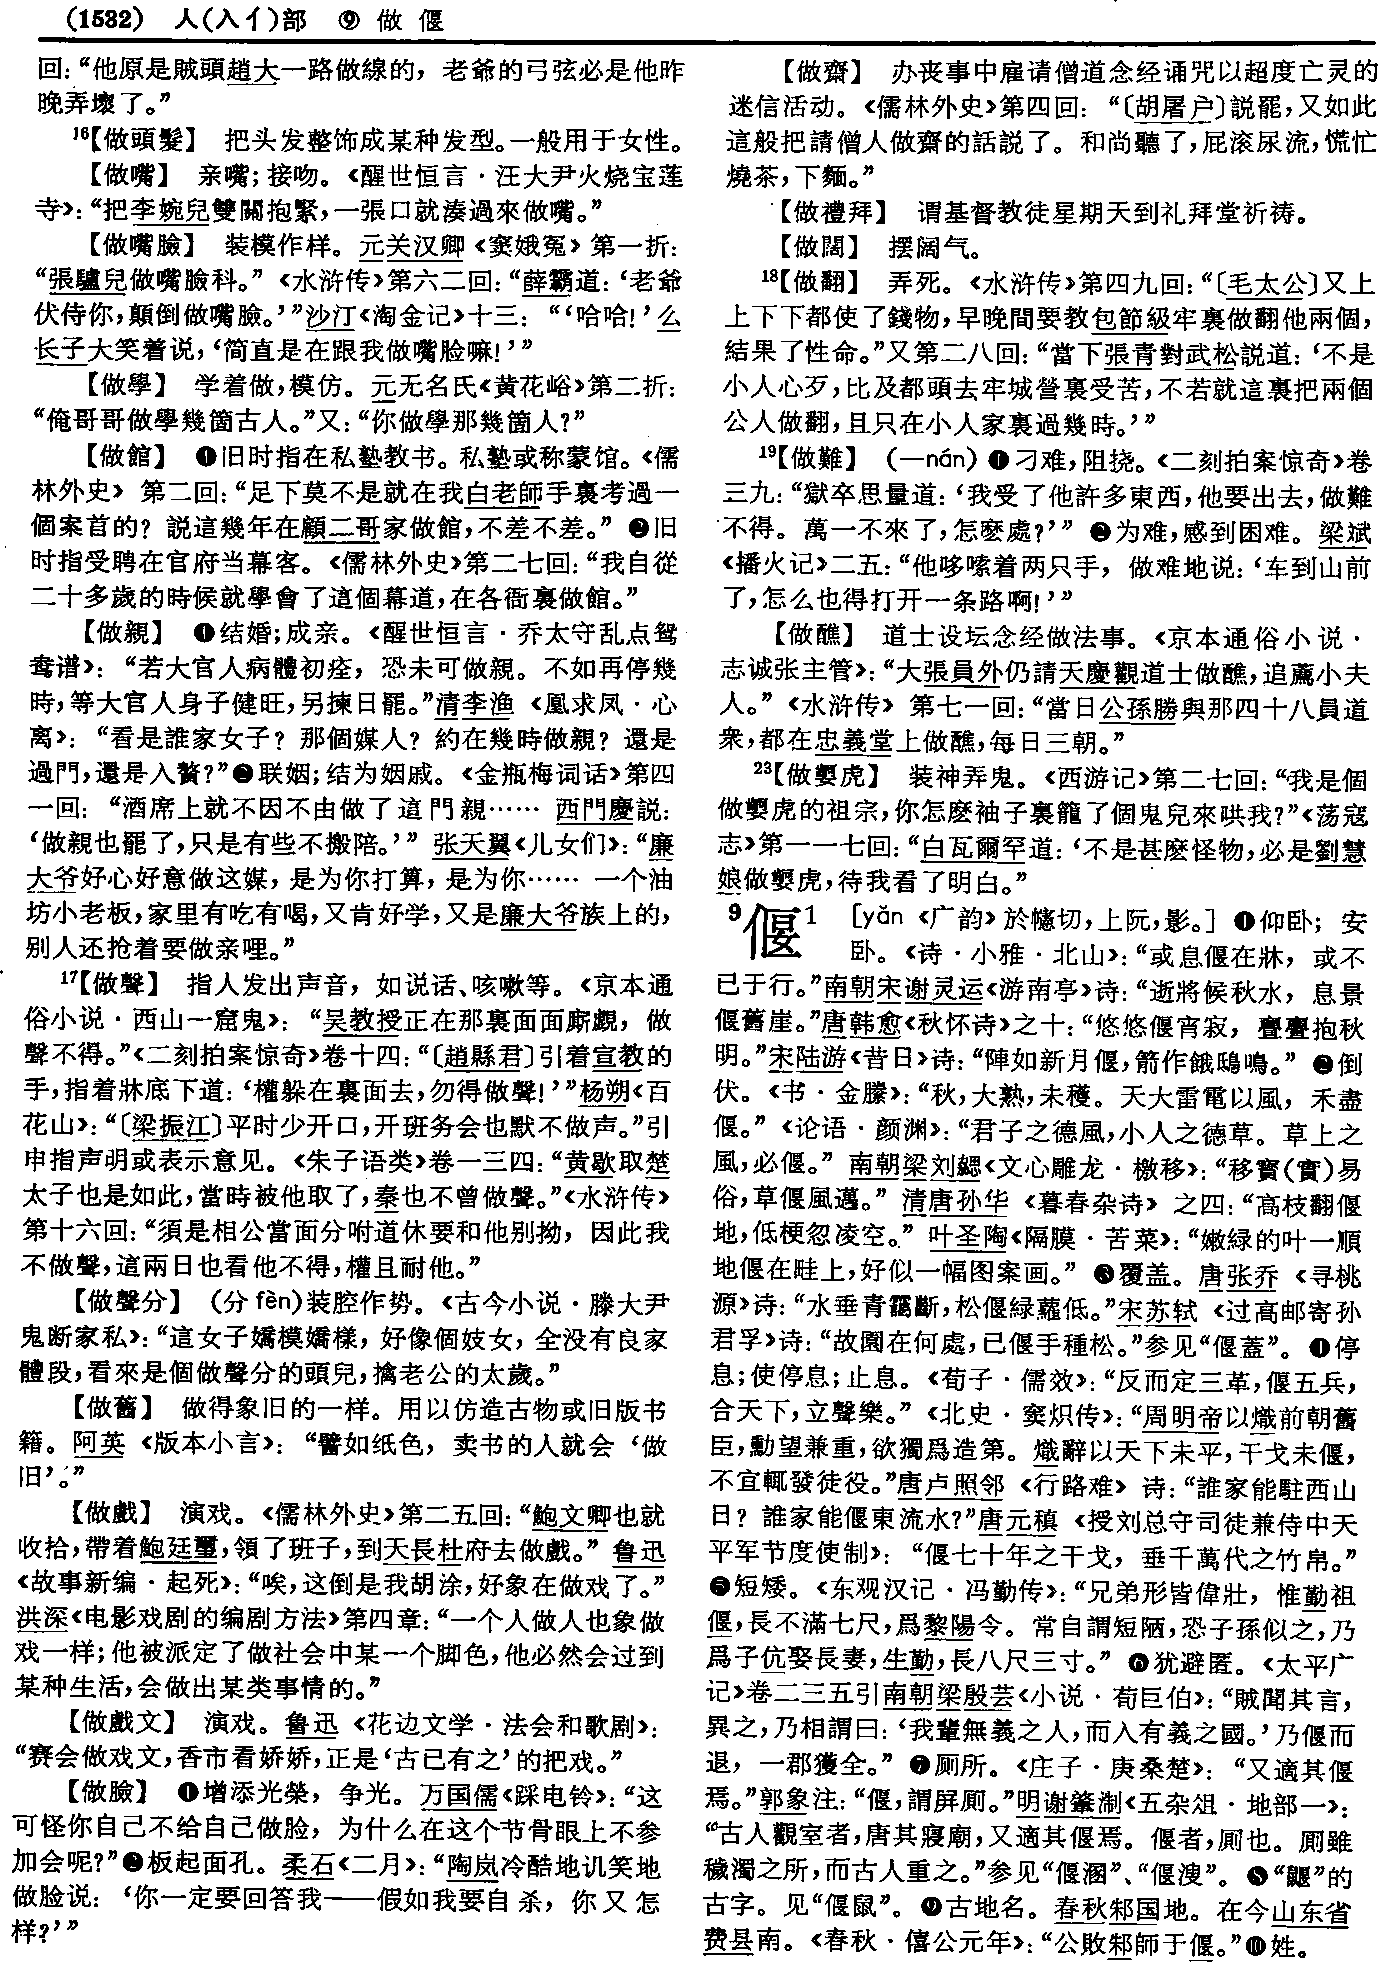 (1532) 人(入亻)部 ⑨ 做 偃
回：“他原是賊頭趙大一路做線的，老爺的弓弦必是他昨
晚弄壞了。”
16【做頭髮】 把头发整饰成某种发型。一般用于女性。
【做嘴】 亲嘴；接吻。《醒世恒言·汪大尹火烧宝莲
寺》：“把李婉兒雙關抱緊，一張口就湊過來做嘴。”
【做嘴臉】 装模作样。元关汉卿《窦娥冤》第一折：
“張驢兒做嘴臉科。”《水浒传》第六二回：“薛霸道：‘老爺
伏侍你，顛倒做嘴臉。’”沙汀《淘金记》十三：“‘哈哈！’么
长子大笑着说，‘简直是在跟我做嘴脸嘛！’”
【做學】 学着做，模仿。元无名氏《黄花峪》第二折：
“俺哥哥做學幾箇古人。”又：“你做學那幾箇人？”
【做館】 ❶旧时指在私塾教书。私塾或称蒙馆。《儒
林外史》第二回：“足下莫不是就在我白老師手裏考過一
個案首的？説這幾年在顧二哥家做館，不差不差。”❷旧
时指受聘在官府当幕客。《儒林外史》第二七回：“我自從
二十多歲的時候就學會了這個幕道，在各衙裏做館。”
【做親】 ❶结婚；成亲。《醒世恒言·乔太守乱点鸳
鸯谱》：“若大官人病體初痊，恐未可做親。不如再停幾
時，等大官人身子健旺，另揀日罷。”清李渔《凰求凤·心
离》：“看是誰家女子？那個媒人？約在幾時做親？還是
過門，還是入贅？”❷联姻；结为姻戚。《金瓶梅词话》第四
一回：“酒席上就不因不由做了這門親…… 西門慶説：
‘做親也罷了，只是有些不搬陪。’”张天翼《儿女们》：“廉
大爷好心好意做这媒，是为你打算，是为你…… 一个油
坊小老板，家里有吃有喝，又肯好学，又是廉大爷族上的，
别人还抢着要做亲哩。”
17【做聲】 指人发出声音，如说话、咳嗽等。《京本通
俗小说·西山一窟鬼》：“吴教授正在那裏面面廝覷，做
聲不得。”《二刻拍案惊奇》卷十四：“〔趙縣君〕引着宣教的
手，指着牀底下道：‘權躲在裏面去，勿得做聲！’”杨朔《百
花山》：“〔梁振江〕平时少开口，开班务会也默不做声。”引
申指声明或表示意见。《朱子语类》卷一三四：“黄歇取楚
太子也是如此，當時被他取了，秦也不曾做聲。”《水浒传》
第十六回：“須是相公當面分咐道休要和他别拗，因此我
不做聲，這兩日也看他不得，權且耐他。”
【做聲分】 （分 fèn）装腔作势。《古今小说·滕大尹
鬼断家私》：“這女子嬌模嬌樣，好像個妓女，全没有良家
體段，看來是個做聲分的頭兒，擒老公的太歲。”
【做舊】 做得象旧的一样。用以仿造古物或旧版书
籍。阿英《版本小言》：“譬如纸色，卖书的人就会‘做
旧’。”
【做戲】 演戏。《儒林外史》第二五回：“鮑文卿也就
收拾，帶着鮑廷璽，領了班子，到天長杜府去做戲。”鲁迅
《故事新编·起死》：“唉，这倒是我胡涂，好象在做戏了。”
洪深《电影戏剧的编剧方法》第四章：“一个人做人也象做
戏一样；他被派定了做社会中某一个脚色，他必然会过到
某种生活，会做出某类事情的。”
【做戲文】 演戏。鲁迅《花边文学·法会和歌剧》：
“赛会做戏文，香市看娇娇，正是‘古已有之’的把戏。”
【做臉】 ❶增添光榮，争光。万国儒《踩电铃》：“这
可怪你自己不给自己做脸，为什么在这个节骨眼上不参
加会呢？”❷板起面孔。柔石《二月》：“陶岚冷酷地讥笑地
做脸说：‘你一定要回答我——假如我要自杀，你又怎
样？’”
【做齋】 办丧事中雇请僧道念经诵咒以超度亡灵的
迷信活动。《儒林外史》第四回：“〔胡屠户〕説罷，又如此
這般把請僧人做齋的話説了。和尚聽了，屁滚尿流，慌忙
燒茶，下麵。”
【做禮拜】 谓基督教徒星期天到礼拜堂祈祷。
【做闊】 摆阔气。
18【做翻】 弄死。《水浒传》第四九回：“〔毛太公〕又上
上下下都使了錢物，早晚間要教包節級牢裏做翻他兩個，
結果了性命。”又第二八回：“當下張青對武松説道：‘不是
小人心歹，比及都頭去牢城營裏受苦，不若就這裏把兩個
公人做翻，且只在小人家裏過幾時。’”
19【做難】 （—nán）❶刁难，阻挠。《二刻拍案惊奇》卷
三九：“獄卒思量道：‘我受了他許多東西，他要出去，做難
不得。萬一不來了，怎麽處？’”❷为难，感到困难。梁斌
《播火记》二五：“他哆嗦着两只手，做难地说：‘车到山前
了，怎么也得打开一条路啊！’”
【做醮】 道士设坛念经做法事。《京本通俗小说·
志诚张主管》：“大張員外仍請天慶觀道士做醮，追薦小夫
人。”《水浒传》第七一回：“當日公孫勝與那四十八員道
衆，都在忠義堂上做醮，每日三朝。”
23【做㜳虎】 装神弄鬼。《西游记》第二七回：“我是個
做㜳虎的祖宗，你怎麽袖子裏籠了個鬼兒來哄我？”《荡寇
志》第一一七回：“白瓦爾罕道：‘不是甚麽怪物，必是劉慧
娘做㜳虎，待我看了明白。”
9偃1 [yǎn 《广韵》於幰切，上阮，影。] ❶仰卧；安
卧。《诗·小雅·北山》：“或息偃在牀，或不
已于行。”南朝宋谢灵运《游南亭》诗：“逝將候秋水，息景
偃舊崖。”唐韩愈《秋怀诗》之十：“悠悠偃宵寂，亹亹抱秋
明。”宋陆游《昔日》诗：“陣如新月偃，箭作餓鴟鳴。”❷倒
伏。《书·金縢》：“秋，大熟，未穫。天大雷電以風，禾盡
偃。”《论语·颜渊》：“君子之德風，小人之德草。草上之
風，必偃。”南朝梁刘勰《文心雕龙·檄移》：“移寳（實）易
俗，草偃風邁。”清唐孙华《暮春杂诗》之四：“高枝翻偃
地，低梗忽凌空。”叶圣陶《隔膜·苦菜》：“嫩緑的叶一順
地偃在畦上，好似一幅图案画。”❸覆盖。唐张乔《寻桃
源》诗：“水垂青靄斷，松偃緑蘿低。”宋苏轼《过高邮寄孙
君孚》诗：“故園在何處，已偃手種松。”参见“偃蓋”。❹停
息；使停息；止息。《荀子·儒效》：“反而定三革，偃五兵，
合天下，立聲樂。”《北史·窦炽传》：“周明帝以熾前朝舊
臣，勳望兼重，欲獨爲造第。熾辭以天下未平，干戈未偃，
不宜輒發徒役。”唐卢照邻《行路难》诗：“誰家能駐西山
日？誰家能偃東流水？”唐元稹《授刘总守司徒兼侍中天
平军节度使制》：“偃七十年之干戈，垂千萬代之竹帛。”
❺短矮。《东观汉记·冯勤传》：“兄弟形皆偉壯，惟勤祖
偃，長不滿七尺，爲黎陽令。常自謂短陋，恐子孫似之，乃
爲子伉娶長妻，生勤，長八尺三寸。”❻犹避匿。《太平广
记》卷二三五引南朝梁殷芸《小说·荀巨伯》：“賊聞其言，
異之，乃相謂曰：‘我輩無義之人，而入有義之國。’乃偃而
退，一郡獲全。”❼厕所。《庄子·庚桑楚》：“又適其偃
焉。”郭象注：“偃，謂屏厠。”明谢肇淛《五杂俎·地部一》：
“古人觀室者，唐其寢廟，又適其偃焉。偃者，厠也。厠雖
穢濁之所，而古人重之。”参见“偃溷”、“偃溲”。❽“鼴”的
古字。见“偃鼠”。❾古地名。春秋邾国地。在今山东省
费县南。《春秋·僖公元年》：“公敗邾師于偃。”❿姓。